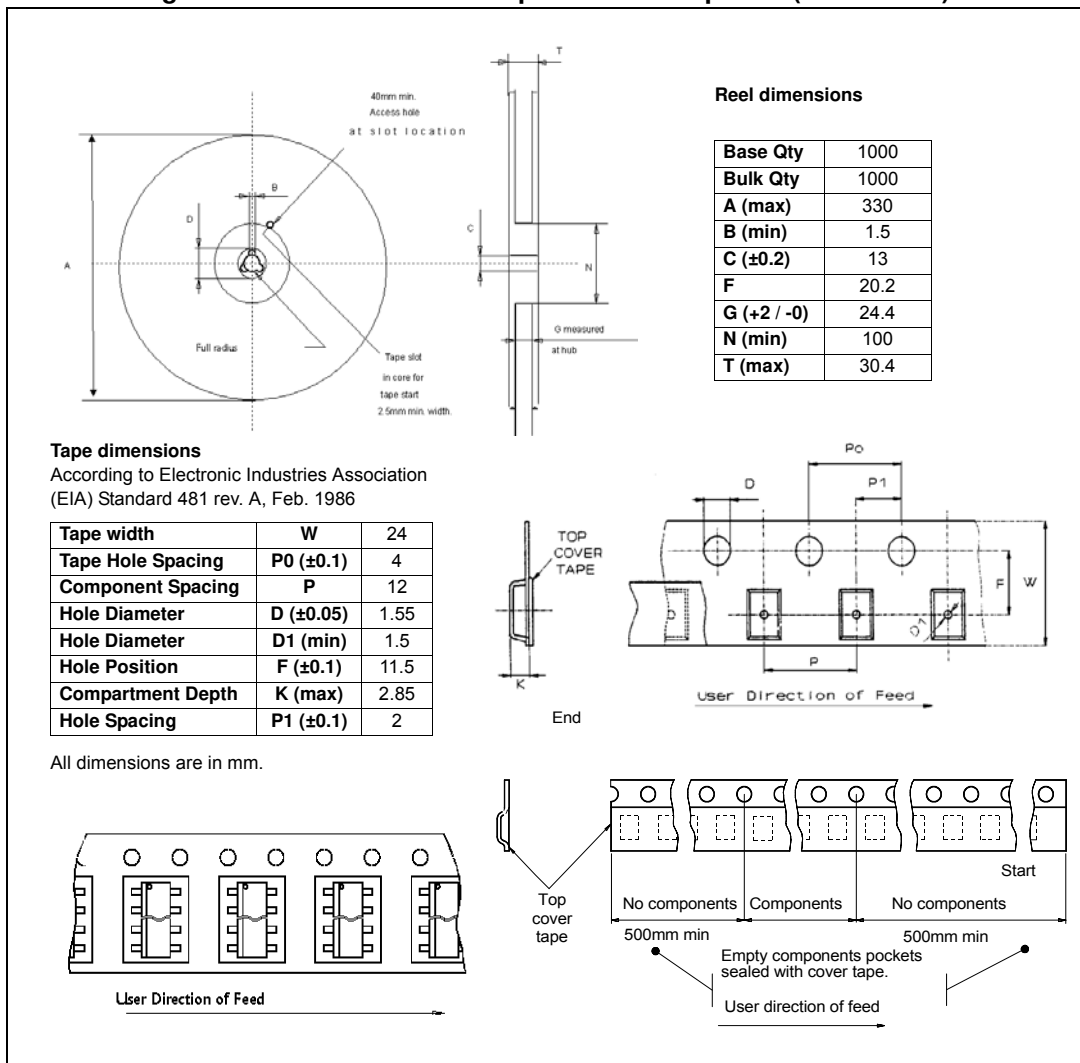 T
40mm min.
Access hole
at slot location
B
D
C
A
N
G measured
at hub
Full radius
Tape slot
in core for
tape start
2.5mm min. width.
Reel dimensions
Base Qty 1000
Bulk Qty 1000
A (max) 330
B (min) 1.5
C (±0.2) 13
F 20.2
G (+2 / -0) 24.4
N (min) 100
T (max) 30.4
Tape dimensions
According to Electronic Industries Association
(EIA) Standard 481 rev. A, Feb. 1986
Tape width W 24
Tape Hole Spacing P0 (±0.1) 4
Component Spacing P 12
Hole Diameter D (±0.05) 1.55
Hole Diameter D1 (min) 1.5
Hole Position F (±0.1) 11.5
Compartment Depth K (max) 2.85
Hole Spacing P1 (±0.1) 2
All dimensions are in mm.
Po
D
P1
TOP
COVER
TAPE
F
W
D1
P
K
User Direction of Feed
End
Start
Top
cover
tape
No components
Components
No components
500mm min
500mm min
Empty components pockets
sealed with cover tape.
User direction of feed
User Direction of Feed